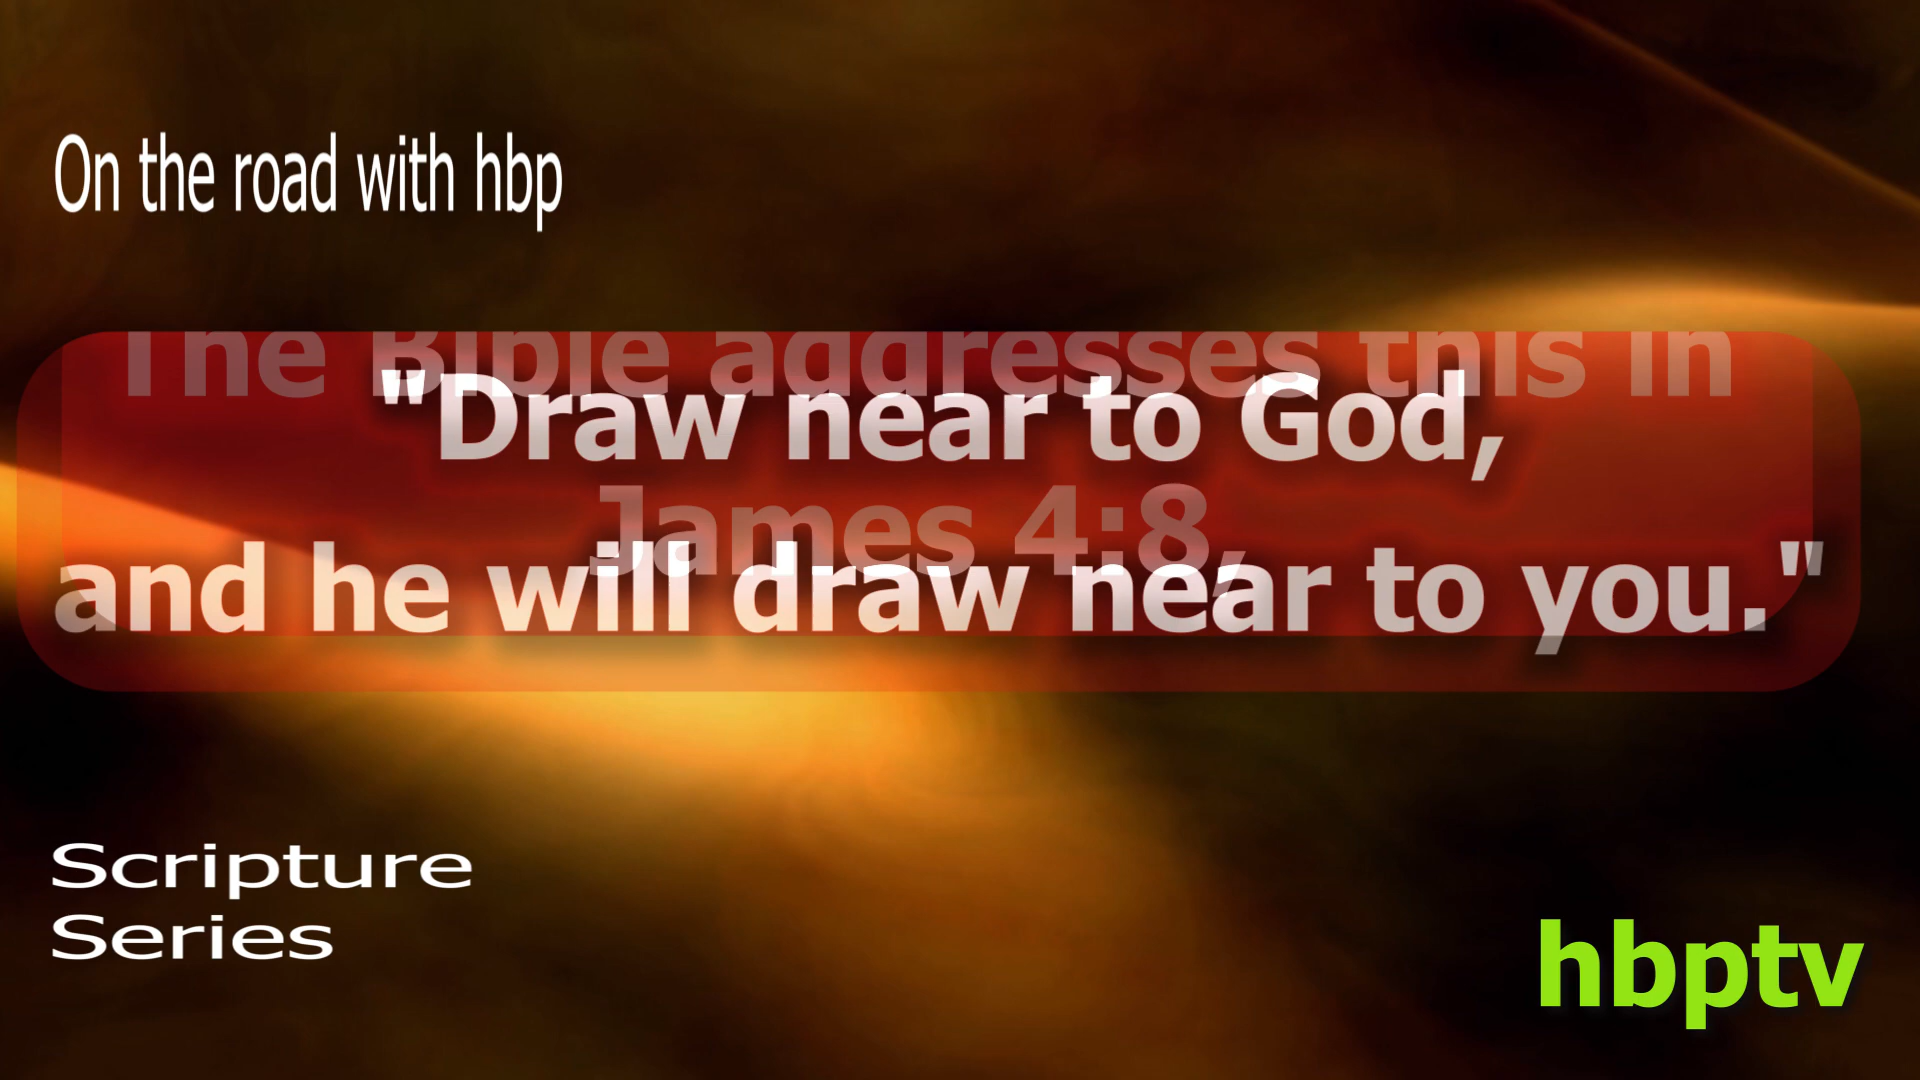 On the road with hbp
The Bible addresses this in
"Draw near to God,
James 4:8,
and he will draw near to you."
Scripture
Series
hbptv